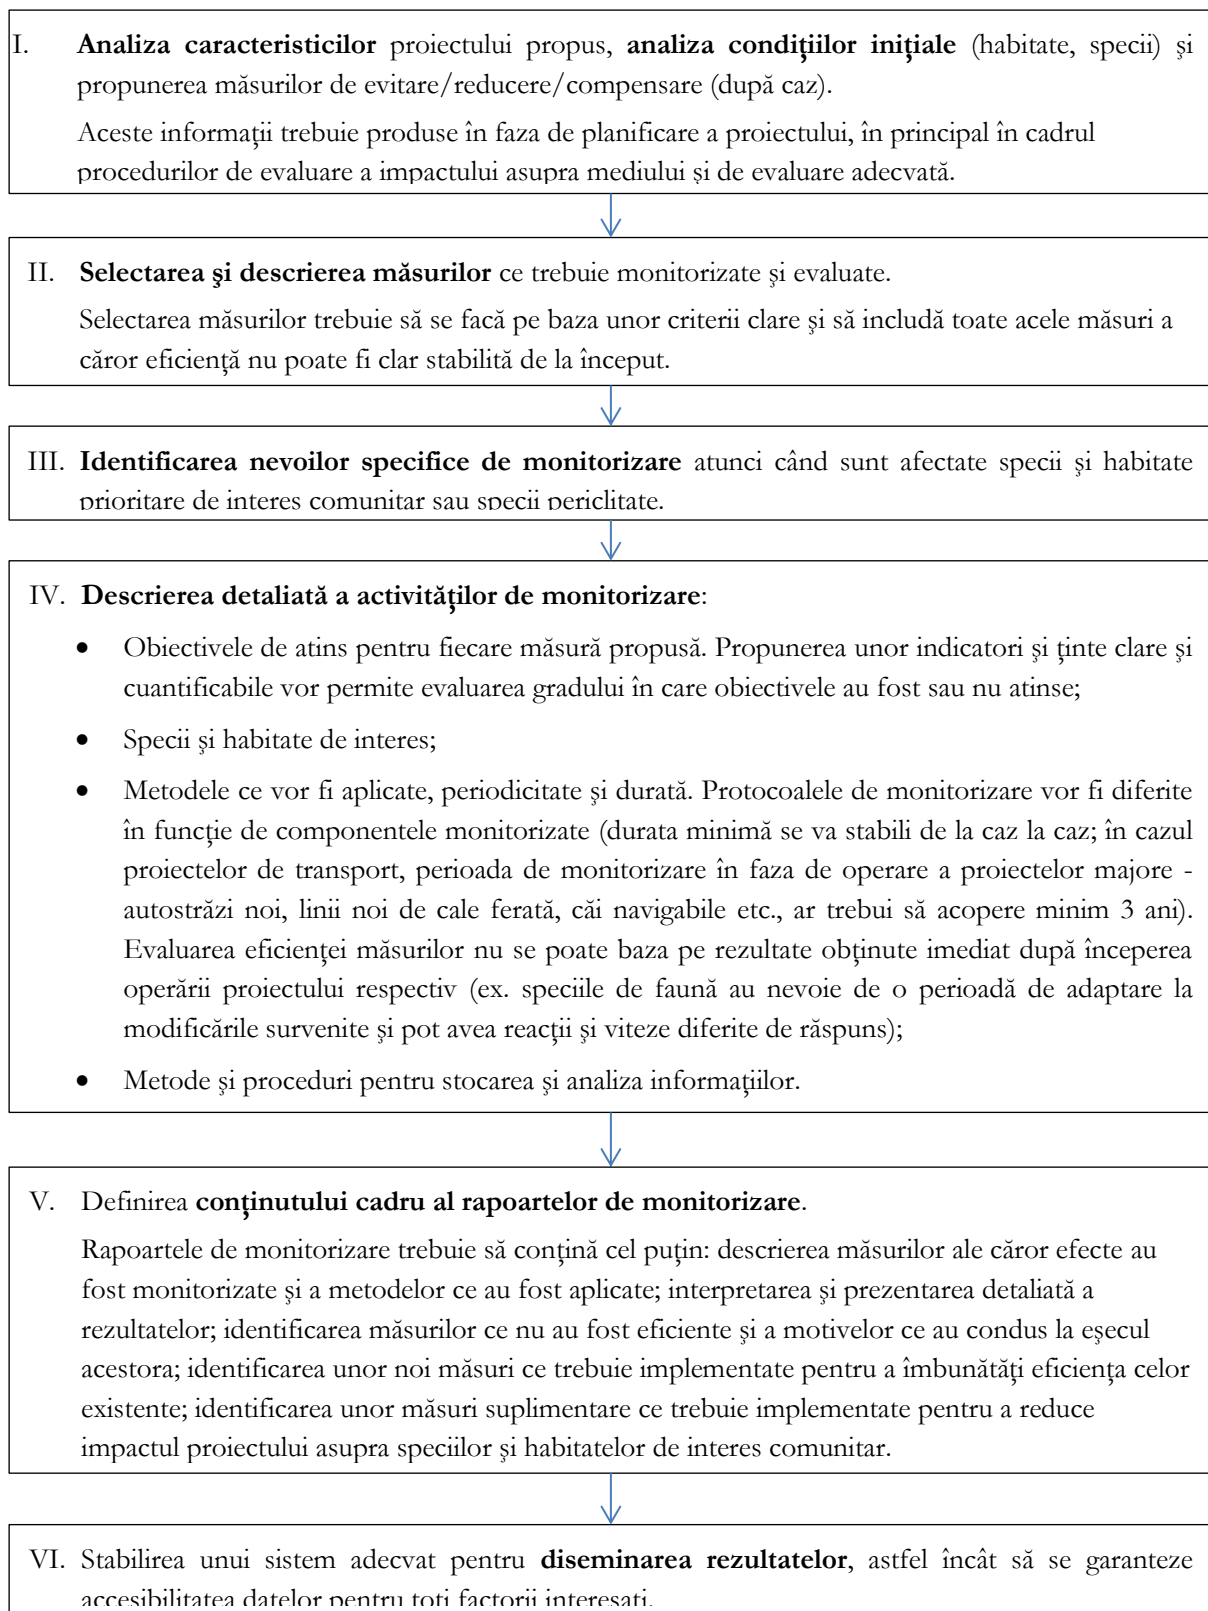 I. Analiza caracteristicilor proiectului propus, analiza condiţiilor iniţiale (habitate, specii) şi
propunerea măsurilor de evitare/reducere/compensare (după caz).
Aceste informaţii trebuie produse în faza de planificare a proiectului, în principal în cadrul
procedurilor de evaluare a impactului asupra mediului şi de evaluare adecvată.
II. Selectarea şi descrierea măsurilor ce trebuie monitorizate şi evaluate.
Selectarea măsurilor trebuie să se facă pe baza unor criterii clare şi să includă toate acele măsuri a
căror eficienţă nu poate fi clar stabilită de la început.
III. Identificarea nevoilor specifice de monitorizare atunci când sunt afectate specii şi habitate
prioritare de interes comunitar sau specii periclitate.
IV. Descrierea detaliată a activităţilor de monitorizare:
• Obiectivele de atins pentru fiecare măsură propusă. Propunerea unor indicatori şi ţinte clare şi
cuantificabile vor permite evaluarea gradului în care obiectivele au fost sau nu atinse;
• Specii şi habitate de interes;
• Metodele ce vor fi aplicate, periodicitate şi durată. Protocoalele de monitorizare vor fi diferite
în funcţie de componentele monitorizate (durata minimă se va stabili de la caz la caz; în cazul
proiectelor de transport, perioada de monitorizare în faza de operare a proiectelor majore -
autostrăzi noi, linii noi de cale ferată, căi navigabile etc., ar trebui să acopere minim 3 ani).
Evaluarea eficienţei măsurilor nu se poate baza pe rezultate obţinute imediat după începerea
operării proiectului respectiv (ex. speciile de faună au nevoie de o perioadă de adaptare la
modificările survenite şi pot avea reacţii şi viteze diferite de răspuns);
• Metode şi proceduri pentru stocarea şi analiza informaţiilor.
V. Definirea conţinutului cadru al rapoartelor de monitorizare.
Rapoartele de monitorizare trebuie să conţină cel puţin: descrierea măsurilor ale căror efecte au
fost monitorizate şi a metodelor ce au fost aplicate; interpretarea şi prezentarea detaliată a
rezultatelor; identificarea măsurilor ce nu au fost eficiente şi a motivelor ce au condus la eşecul
acestora; identificarea unor noi măsuri ce trebuie implementate pentru a îmbunătăţi eficienţa celor
existente; identificarea unor măsuri suplimentare ce trebuie implementate pentru a reduce
impactul proiectului asupra speciilor şi habitatelor de interes comunitar.
VI. Stabilirea unui sistem adecvat pentru diseminarea rezultatelor, astfel încât să se garanteze
accesibilitatea datelor pentru toţi factorii interesaţi.